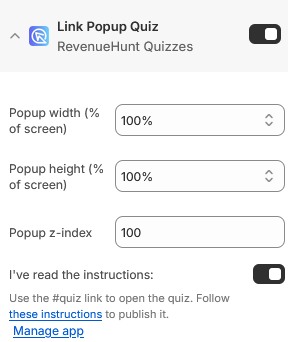 Link Popup Quiz
RevenueHunt Quizzes
Popup width (%
of screen)
100%
Popup height (%
of screen)
100%
Popup z-index
100
I've read the instructions:
Use the #quiz link to open the quiz. Follow
these instructions to publish it.
Manage app